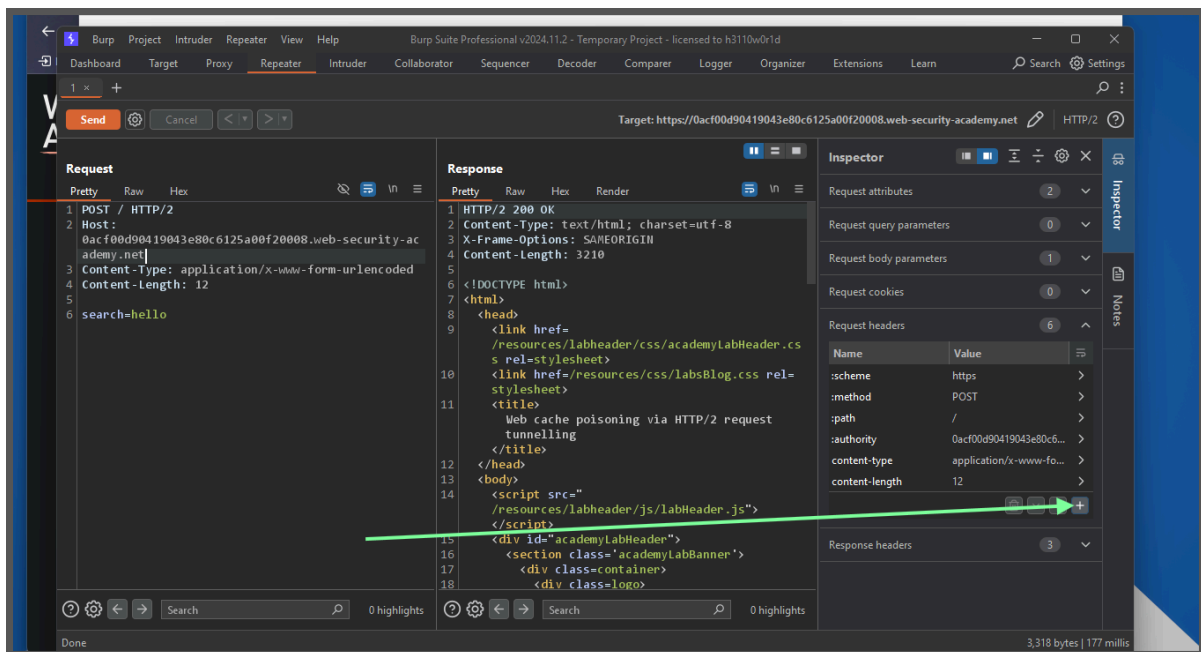 Burp Project Intruder Repeater View Help Burp Suite Professional v2024.11.2 - Temporary Project - licensed to h3110w0r1d
Dashboard Target Proxy Repeater Intruder Collaborator Sequencer Decoder Comparer Logger Organizer Extensions Learn Search Settings
1 × +
Send Cancel < > Target: https://0acf00d90419043e80c6125a00f20008.web-security-academy.net HTTP/2 ?
Request
Pretty Raw Hex \n
1 POST / HTTP/2
2 Host:
0acf00d90419043e80c6125a00f20008.web-security-ac
ademy.net
3 Content-Type: application/x-www-form-urlencoded
4 Content-Length: 12
5
6 search=hello
? Search 0 highlights
Response
Pretty Raw Hex Render \n
1 HTTP/2 200 OK
2 Content-Type: text/html; charset=utf-8
3 X-Frame-Options: SAMEORIGIN
4 Content-Length: 3210
5
6 <!DOCTYPE html>
7 <html>
8 <head>
9 <link href=
/resources/labheader/css/academyLabHeader.cs
s rel=stylesheet>
10 <link href=/resources/css/labsBlog.css rel=
stylesheet>
11 <title>
Web cache poisoning via HTTP/2 request
tunnelling
</title>
12 </head>
13 <body>
14 <script src="
/resources/labheader/js/labHeader.js">
</script>
15 <div id="academyLabHeader">
16 <section class='academyLabBanner'>
17 <div class=container>
18 <div class=logo>
? Search 0 highlights
Inspector
Request attributes 2
Request query parameters 0
Request body parameters 1
Request cookies 0
Request headers 6
Name Value
:scheme https >
:method POST >
:path / >
:authority 0acf00d90419043e80c6... >
content-type application/x-www-fo... >
content-length 12 >
+
Response headers 3
Inspector
Notes
Done
3,318 bytes | 177 millis